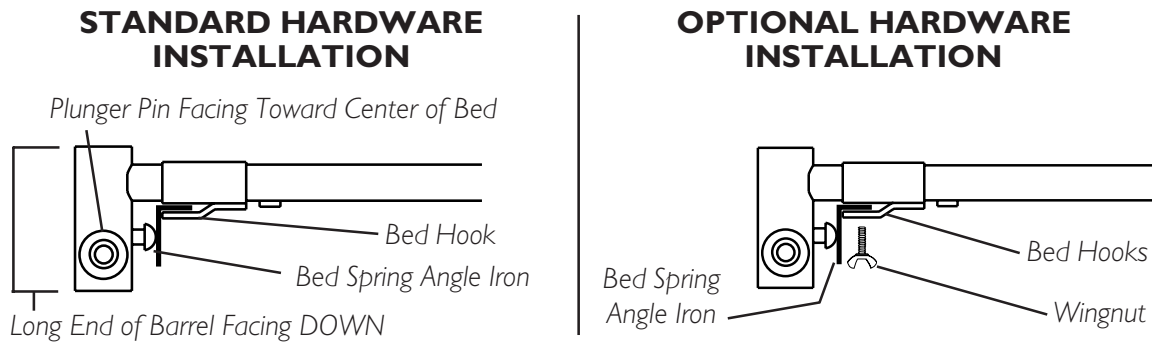 STANDARD HARDWARE
INSTALLATION
Plunger Pin Facing Toward Center of Bed
Bed Hook
Bed Spring Angle Iron
Long End of Barrel Facing DOWN
OPTIONAL HARDWARE
INSTALLATION
Bed Hooks
Bed Spring
Angle Iron
Wingnut